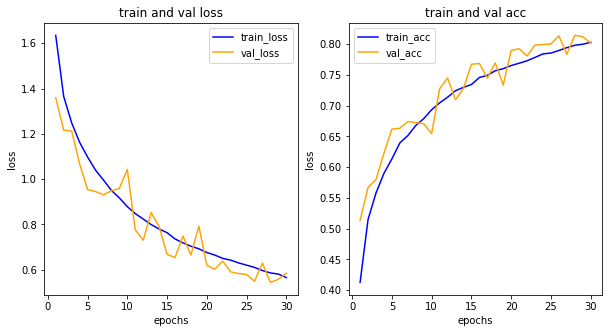 train and val loss
train_loss
val_loss
1.6
1.4
1.2
1.0
0.8
0.6
loss
0
5
10
15
20
25
30
epochs
train and val acc
train_acc
val_acc
0.80
0.75
0.70
0.65
0.60
0.55
0.50
0.45
0.40
loss
0
5
10
15
20
25
30
epochs